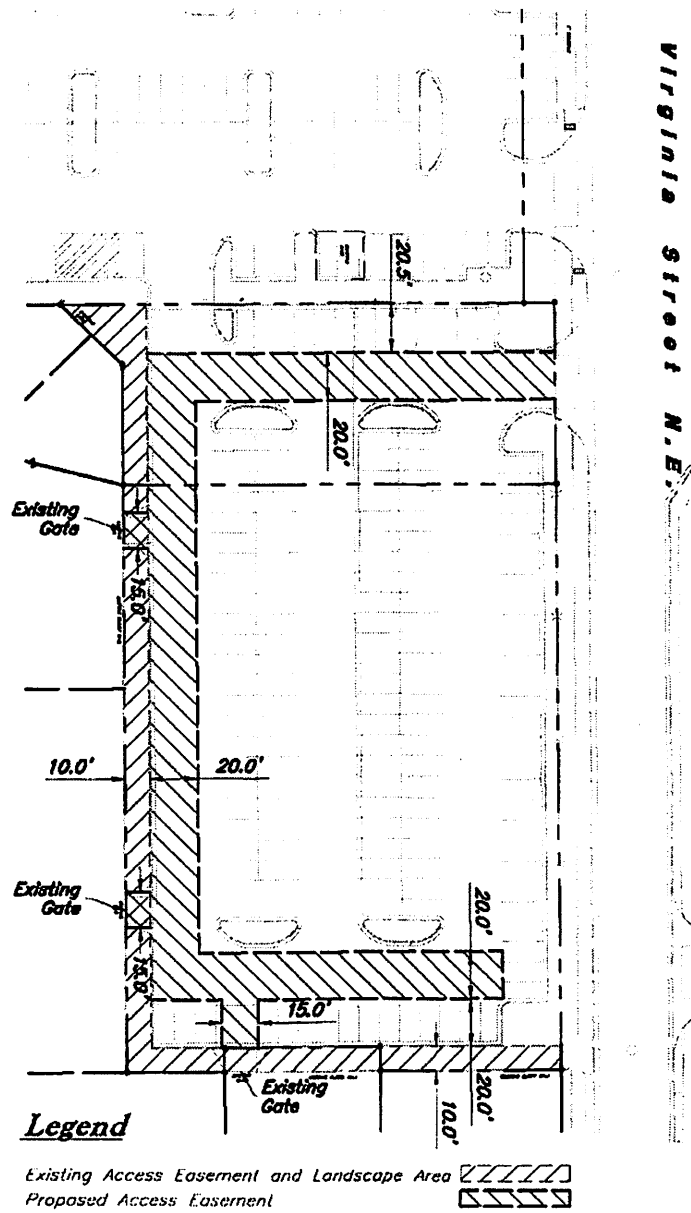 Virginia Street N.E.
20.5'
20.0'
Existing
Gate
15.0'
10.0'
20.0'
Existing
Gate
15.0'
20.0'
15.0'
20.0'
10.0'
Existing
Gate
Legend
Existing Access Easement and Landscape Area
Proposed Access Easement